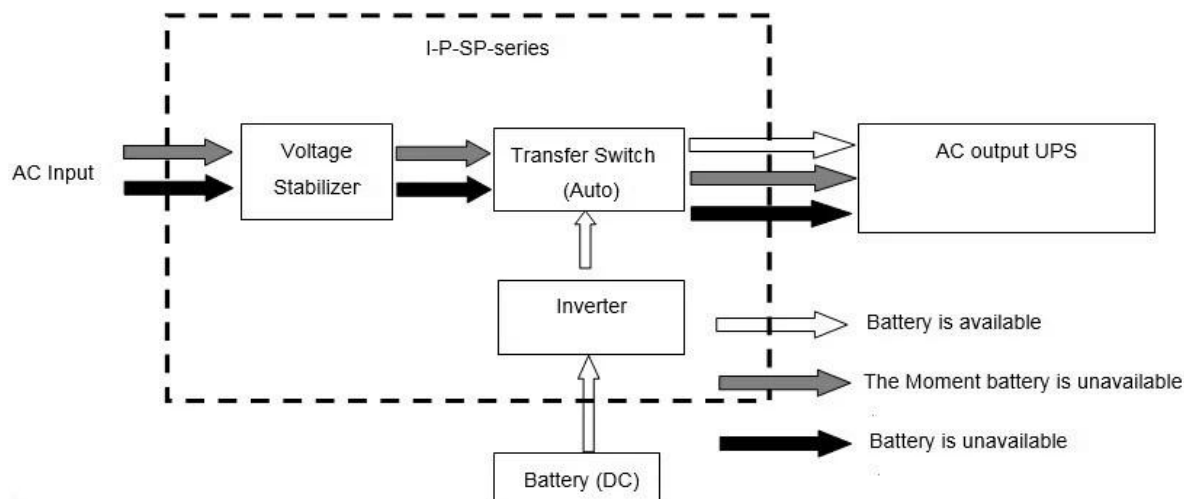 I-P-SP-series
AC Input
Voltage
Stabilizer
Transfer Switch
(Auto)
AC output UPS
Inverter
Battery is available
The Moment battery is unavailable
Battery is unavailable
Battery (DC)